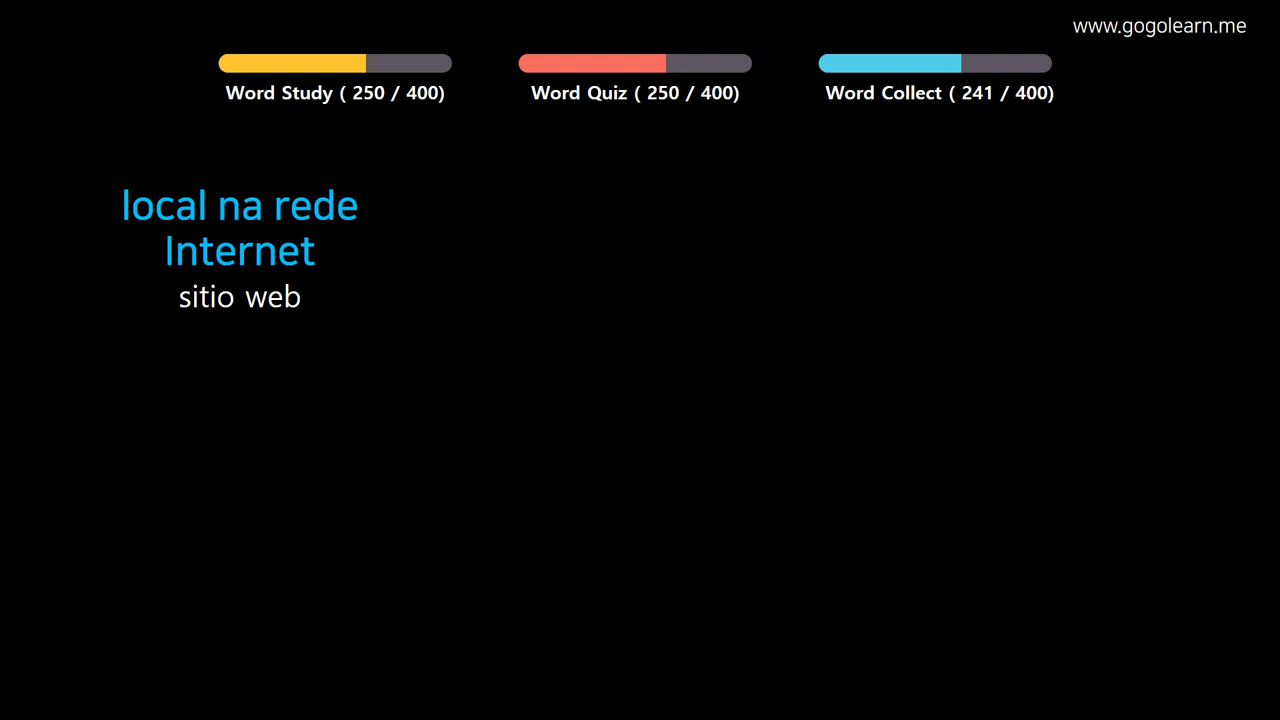 www.gogolearn.me
Word Study ( 250 / 400)
Word Quiz ( 250 / 400)
Word Collect ( 241 / 400)
local na rede
Internet
sitio web